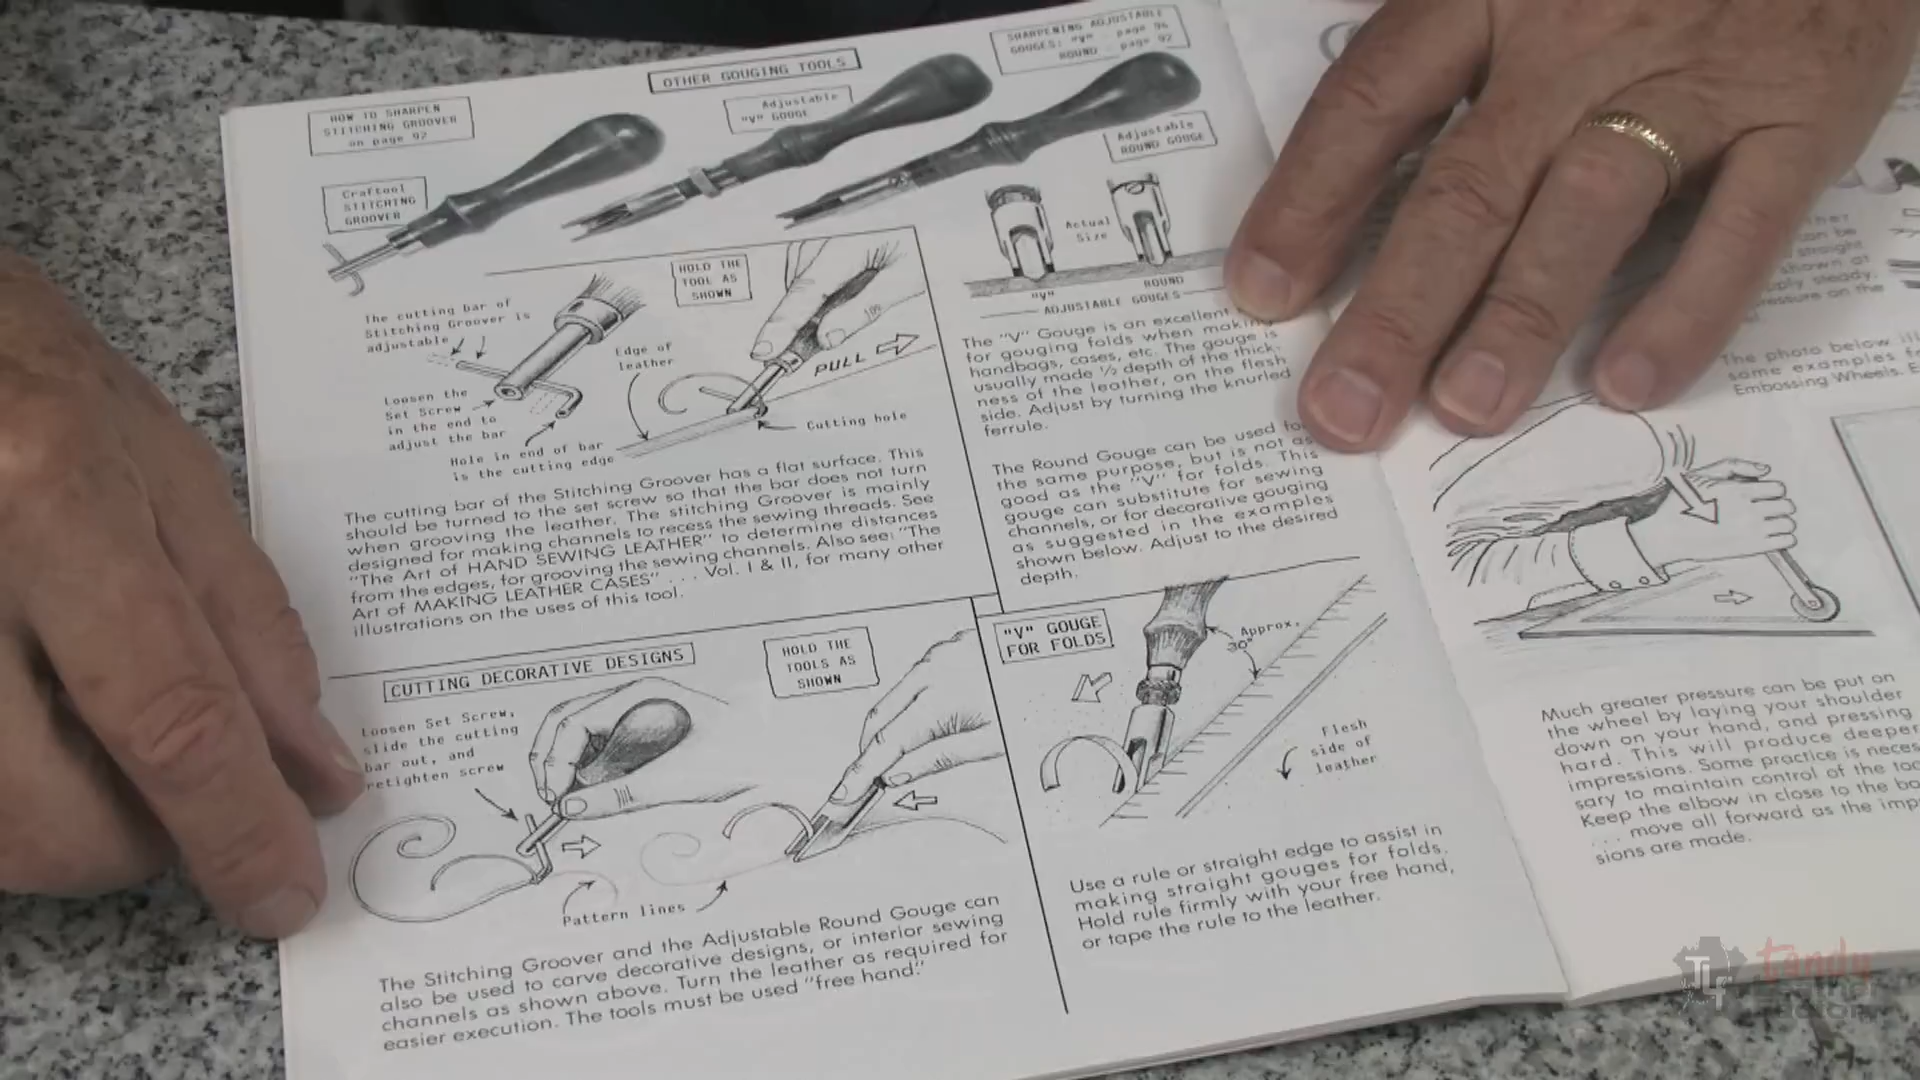 OTHER GOUGING TOOLS
SHARPENING ADJUSTABLE
GOUGES: "V" - page 96
ROUND - page 92
HOW TO SHARPEN
STITCHING GROOVER
on page 92
Adjustable
"V" GOUGE
Adjustable
ROUND GOUGE
Craftool
STITCHING
GROOVER
Actual
Size
"V"
ROUND
ADJUSTABLE GOUGES
HOLD THE
TOOL AS
SHOWN
The cutting bar of
Stitching Groover is
adjustable
Edge of
leather
PULL
Loosen the
Set Screw
in the end to
adjust the bar
Cutting hole
Hole in end of bar
is the cutting edge
The cutting bar of the Stitching Groover has a flat surface. This
should be turned to the set screw so that the bar does not turn
when grooving the leather. The stitching Groover is mainly
designed for making channels to recess the sewing threads. See
"The Art of HAND SEWING LEATHER" to determine distances
from the edges, for grooving the sewing channels. Also see: "The
Art of MAKING LEATHER CASES" . . . Vol. I & II, for many other
illustrations on the uses of this tool.
The "V" Gouge is an excellent
for gouging folds when making
handbags, cases, etc. The gouge is
usually made ½ depth of the thick-
ness of the leather, on the flesh
side. Adjust by turning the knurled
ferrule.
The Round Gouge can be used for
the same purpose, but is not as
good as the "V" for folds. This
gouge can substitute for sewing
channels, or for decorative gouging
as suggested in the examples
shown below. Adjust to the desired
depth.
CUTTING DECORATIVE DESIGNS
HOLD THE
TOOLS AS
SHOWN
Loosen Set Screw,
slide the cutting
bar out, and
retighten screw
Pattern lines
The Stitching Groover and the Adjustable Round Gouge can
also be used to carve decorative designs, or interior sewing
channels as shown above. Turn the leather as required for
easier execution. The tools must be used "free hand."
"V" GOUGE
FOR FOLDS
Approx.
30°
Flesh
side of
leather
Use a rule or straight edge to assist in
making straight gouges for folds.
Hold rule firmly with your free hand,
or tape the rule to the leather.
can be
straight
shown at
steady,
on the
The photo below
some examples
Embossing Wheels.
Much greater pressure can be put on
the wheel by laying your shoulder
down on your hand, and pressing
hard. This will produce deeper
impressions. Some practice is neces-
sary to maintain control of the
Keep the elbow in close to the
. . . move all forward as the
sions are made.
TLF
tandy
leather
factory